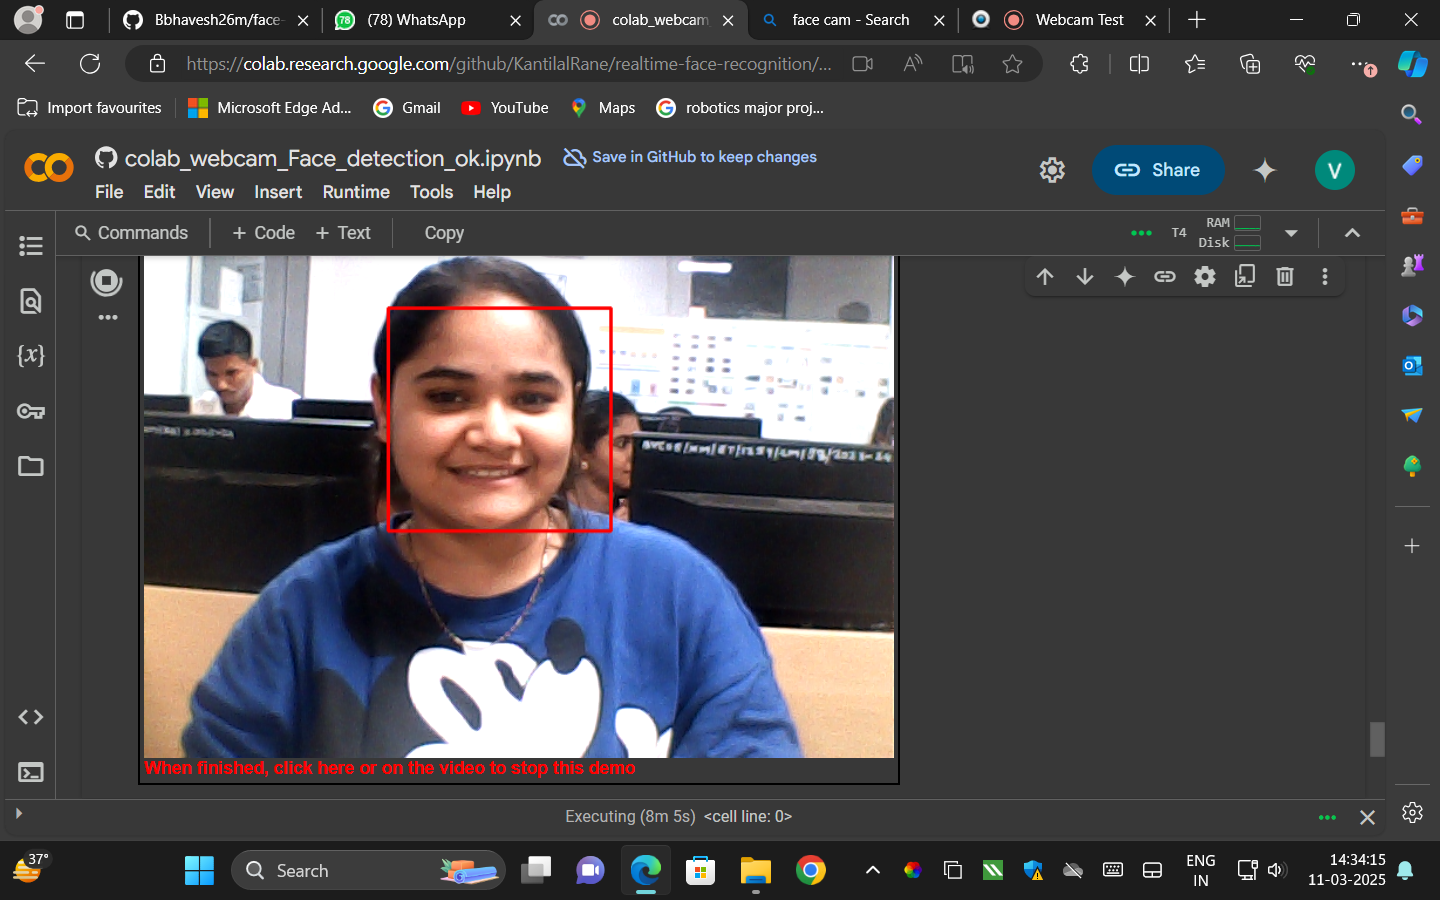 Bbhavesh26m/face-
(78) WhatsApp
colab_webcam
face cam - Search
Webcam Test
https://colab.research.google.com/github/KantilalRane/realtime-face-recognition/...
Import favourites
Microsoft Edge Ad...
Gmail
YouTube
Maps
robotics major proj...
colab_webcam_Face_detection_ok.ipynb
Save in GitHub to keep changes
Share
V
File Edit View Insert Runtime Tools Help
Commands
+ Code + Text
Copy
T4
RAM
Disk
{x}
When finished, click here or on the video to stop this demo
Executing (8m 5s) <cell line: 0>
37°
Search
ENG
IN
14:34:15
11-03-2025